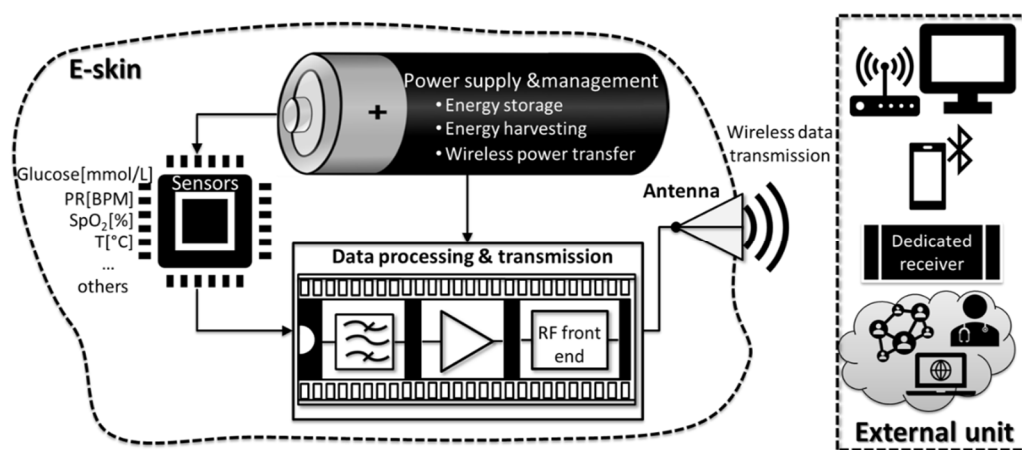 E-skin
Power supply &management
• Energy storage
• Energy harvesting
• Wireless power transfer
+
Glucose[mmol/L]
PR[BPM]
SpO₂[%]
T[°C]
...
others
Sensors
Data processing & transmission
RF front
end
Antenna
Wireless data
transmission
Dedicated
receiver
External unit